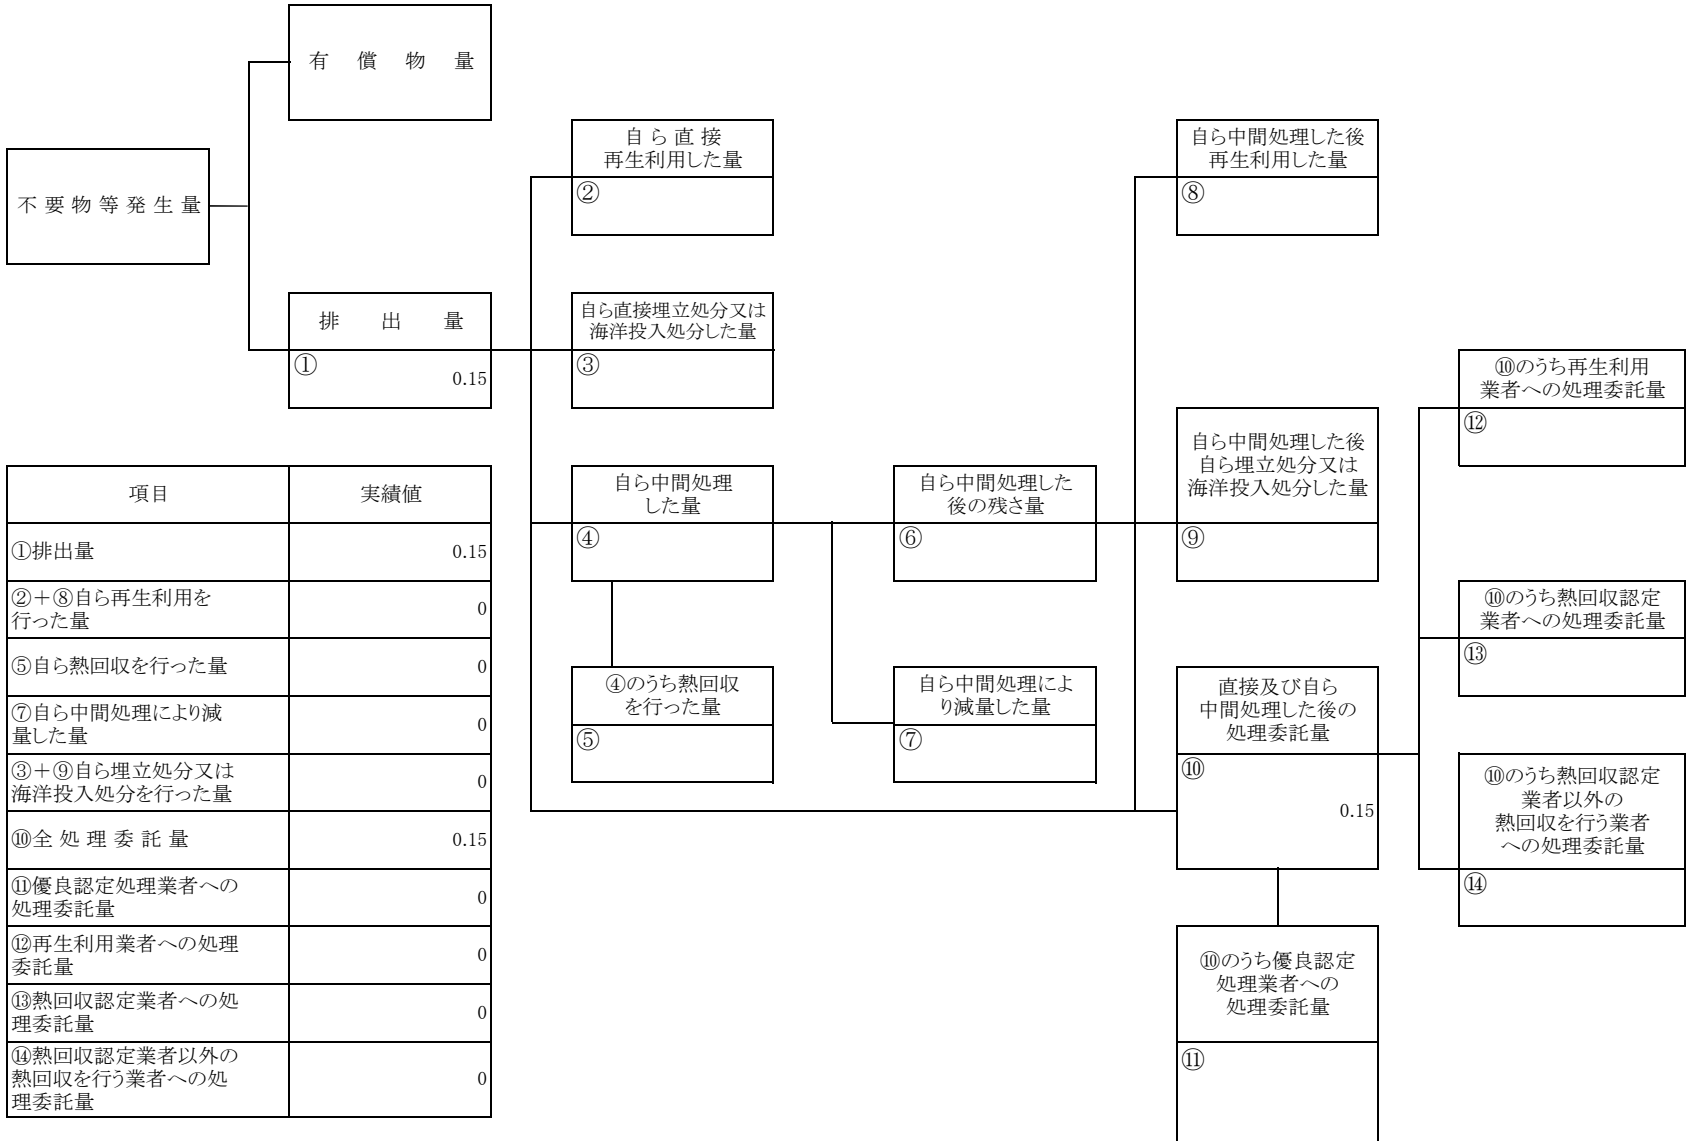 有償物量
不要物等発生量
排出量
①
0.15
自ら直接
再生利用した量
②
自ら直接埋立処分又は
海洋投入処分した量
③
自ら中間処理
した量
④
④のうち熱回収
を行った量
⑤
自ら中間処理した
後の残さ量
⑥
自ら中間処理によ
り減量した量
⑦
自ら中間処理した後
再生利用した量
⑧
自ら中間処理した後
自ら埋立処分又は
海洋投入処分した量
⑨
直接及び自ら
中間処理した後の
処理委託量
⑩
0.15
⑩のうち優良認定
処理業者への
処理委託量
⑪
⑩のうち再生利用
業者への処理委託量
⑫
⑩のうち熱回収認定
業者への処理委託量
⑬
⑩のうち熱回収認定
業者以外の
熱回収を行う業者
への処理委託量
⑭
項目 実績値
①排出量 0.15
②+⑧自ら再生利用を
行った量 0
⑤自ら熱回収を行った量 0
⑦自ら中間処理により減
量した量 0
③+⑨自ら埋立処分又は
海洋投入処分を行った量 0
⑩全処理委託量 0.15
⑪優良認定処理業者への
処理委託量 0
⑫再生利用業者への処理
委託量 0
⑬熱回収認定業者への処
理委託量 0
⑭熱回収認定業者以外の
熱回収を行う業者への処
理委託量 0